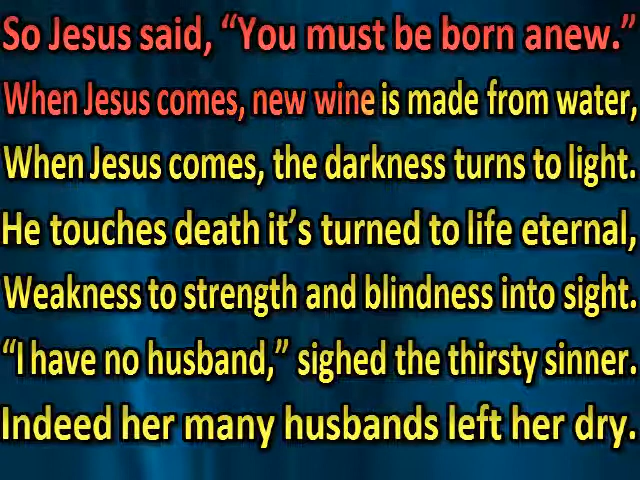 So Jesus said, “You must be born anew.”
When Jesus comes, new wine is made from water,
When Jesus comes, the darkness turns to light.
He touches death it’s turned to life eternal,
Weakness to strength and blindness into sight.
“I have no husband,” sighed the thirsty sinner.
Indeed her many husbands left her dry.